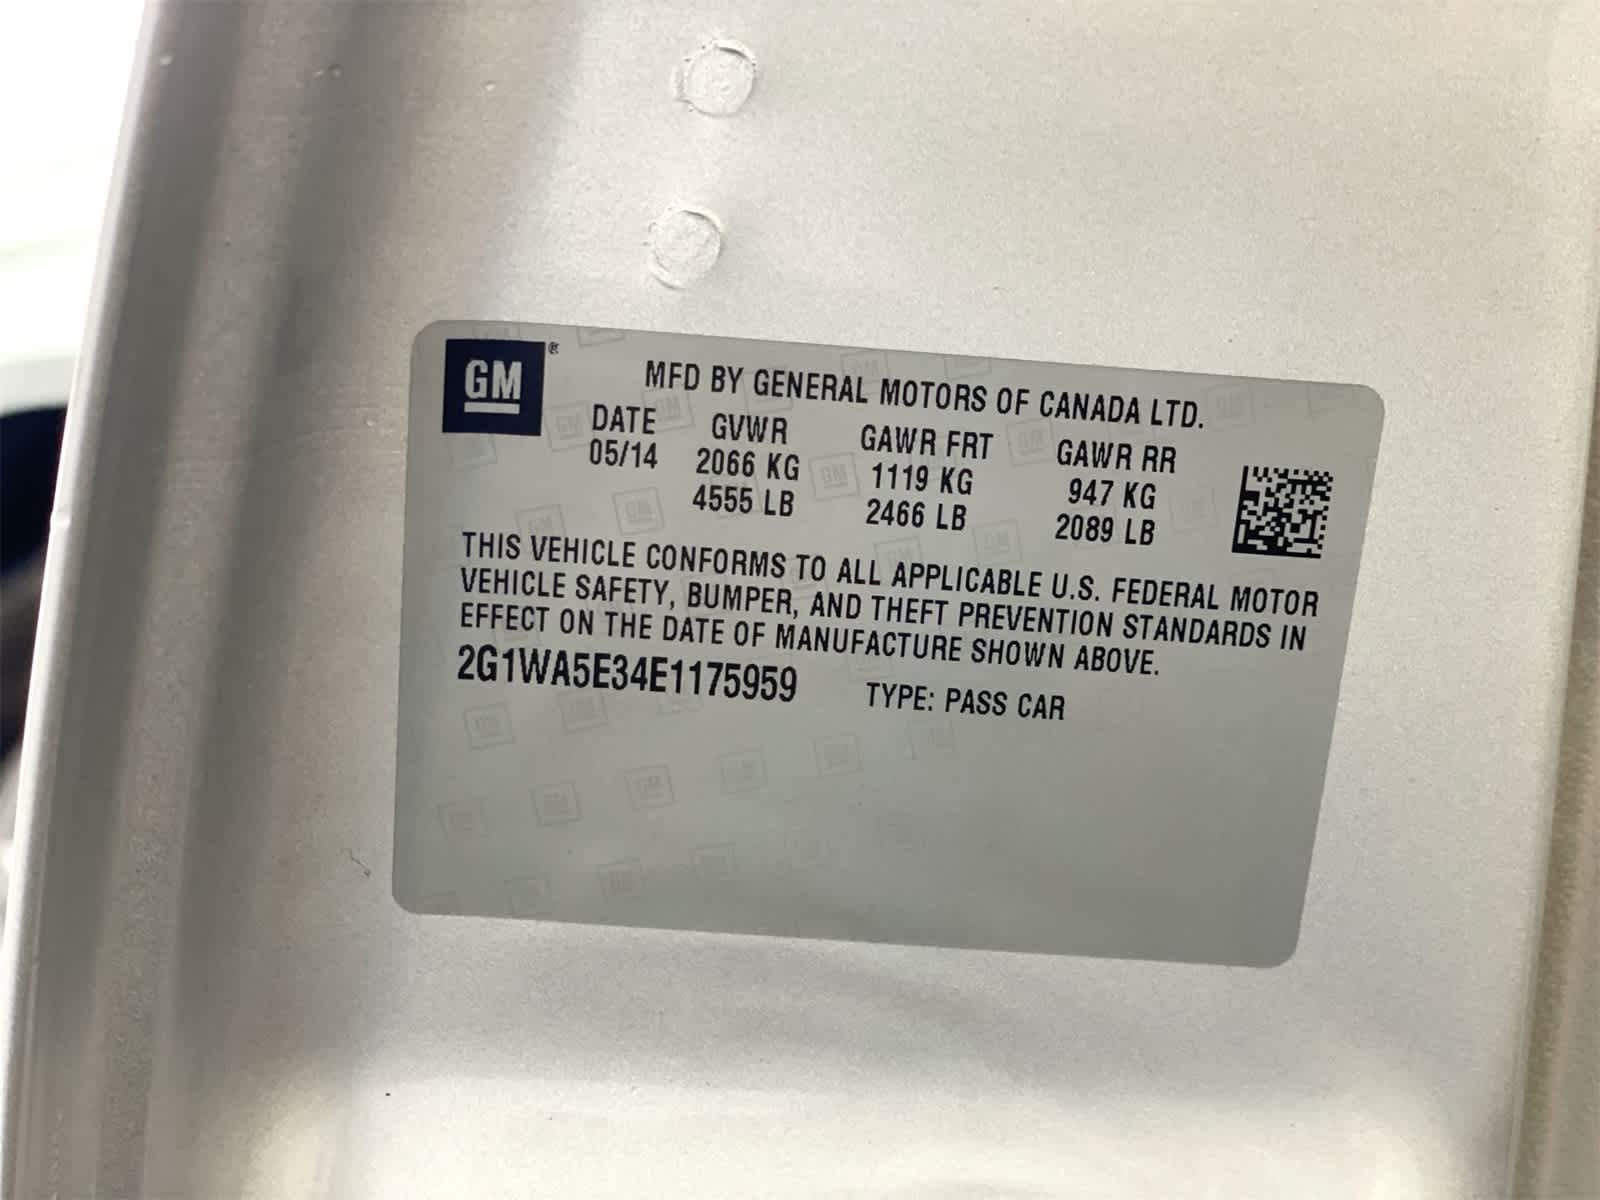 GM®
MFD BY GENERAL MOTORS OF CANADA LTD.
DATE GVWR GAWR FRT GAWR RR
05/14 2066 KG 1119 KG 947 KG
4555 LB 2466 LB 2089 LB
THIS VEHICLE CONFORMS TO ALL APPLICABLE U.S. FEDERAL MOTOR
VEHICLE SAFETY, BUMPER, AND THEFT PREVENTION STANDARDS IN
EFFECT ON THE DATE OF MANUFACTURE SHOWN ABOVE.
2G1WA5E34E1175959 TYPE: PASS CAR